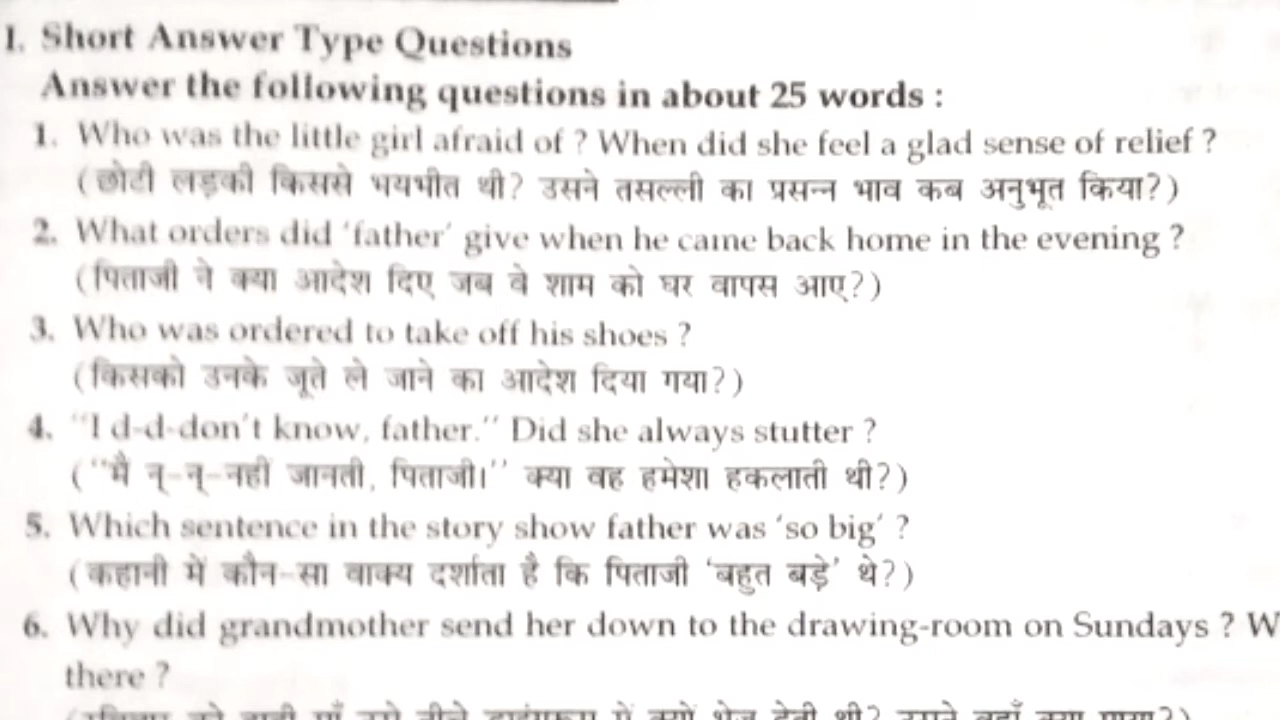 I. Short Answer Type Questions
Answer the following questions in about 25 words :
1. Who was the little girl afraid of ? When did she feel a glad sense of relief ?
(छोटी लड़की किससे भयभीत थी? उसने तसल्ली का प्रसन्न भाव कब अनुभूत किया?)
2. What orders did 'father' give when he came back home in the evening ?
(पिताजी ने क्या आदेश दिए जब वे शाम को घर वापस आए?)
3. Who was ordered to take off his shoes ?
(किसको उनके जूते ले जाने का आदेश दिया गया?)
4. "I d-d-don't know, father." Did she always stutter ?
("मैं न्-न्-नहीं जानती, पिताजी।" क्या वह हमेशा हकलाती थी?)
5. Which sentence in the story show father was 'so big' ?
(कहानी में कौन-सा वाक्य दर्शाता है कि पिताजी 'बहुत बड़े' थे?)
6. Why did grandmother send her down to the drawing-room on Sundays ? W
there ?